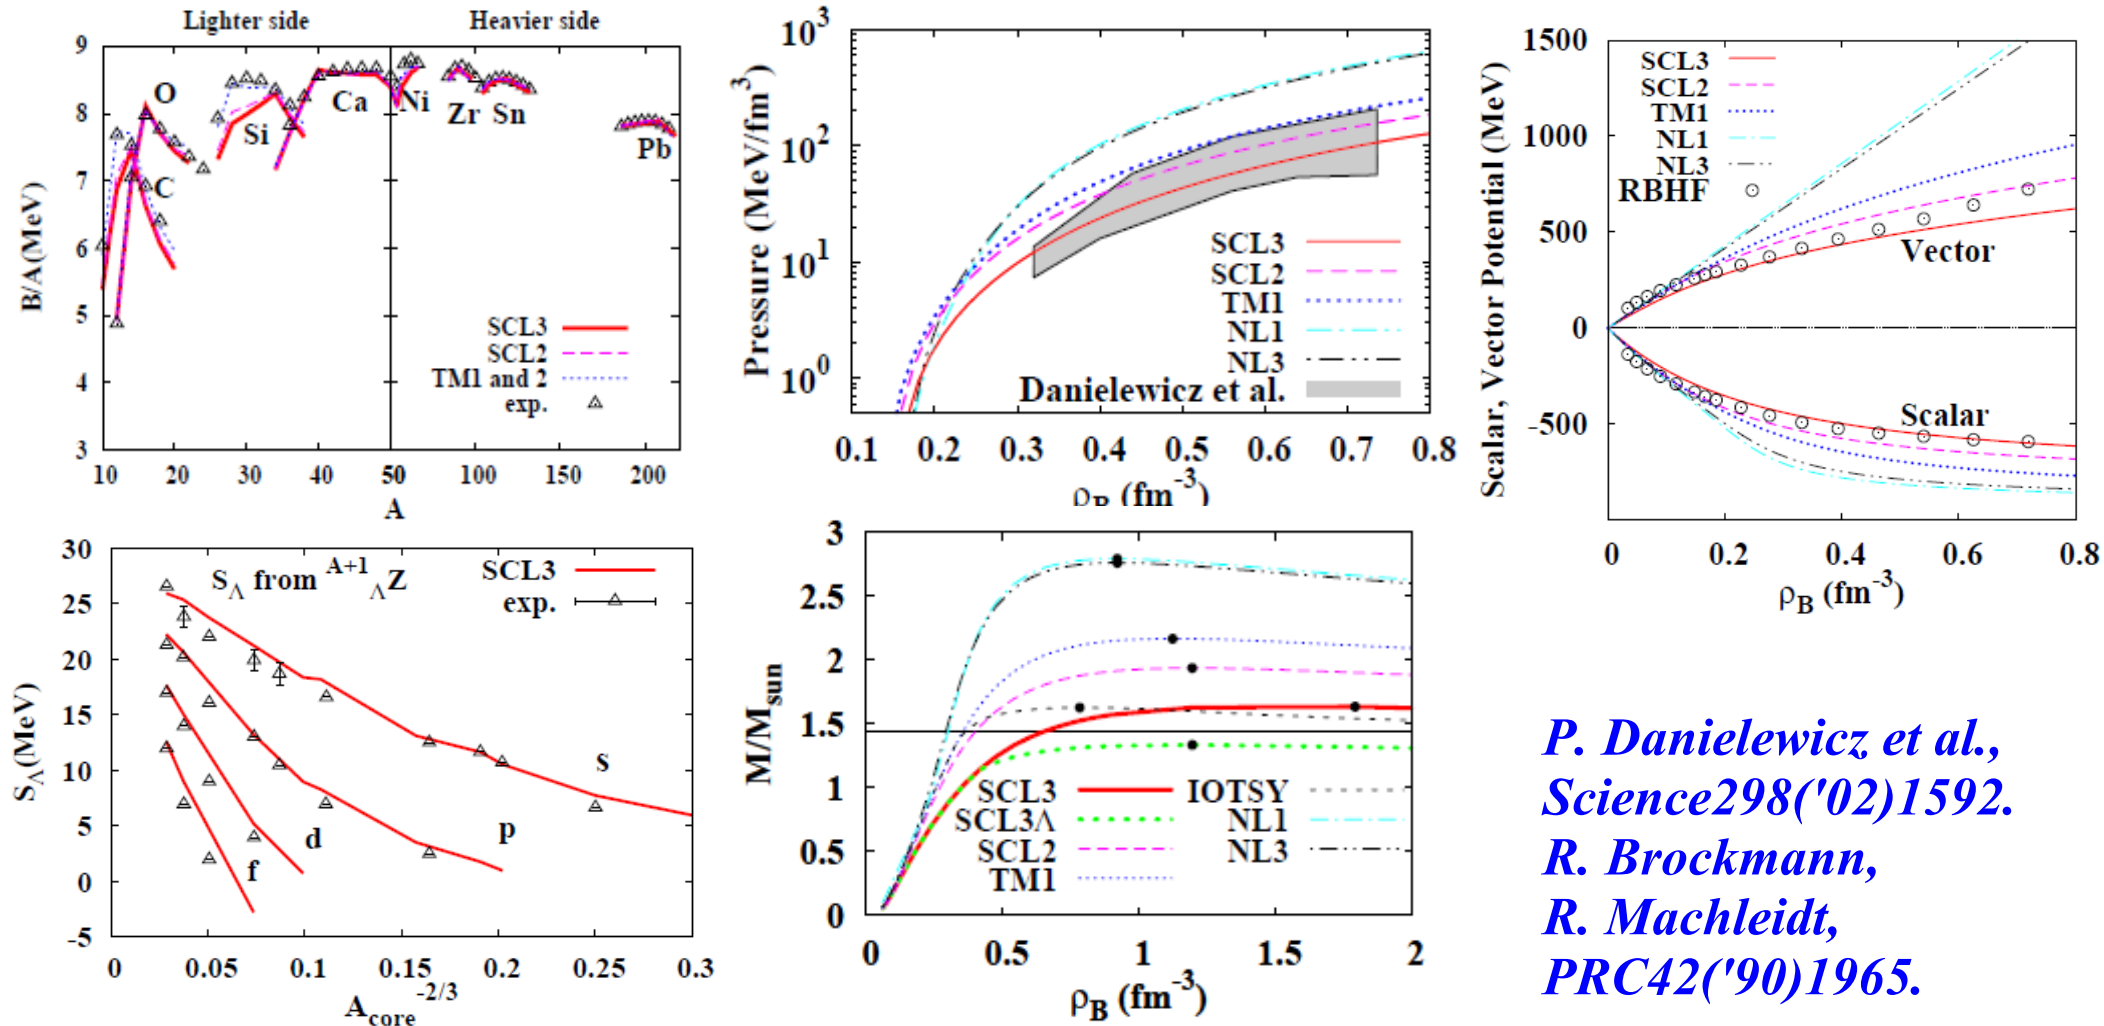 Lighter side
Heavier side
B/A(MeV)
9
8
7
6
5
4
3
O
C
Si
Ca
Ni
Zr
Sn
Pb
SCL3
SCL2
TM1 and 2
exp.
10
20
30
40
50
100
150
200
A
Pressure (MeV/fm³)
10³
10²
10¹
10⁰
SCL3
SCL2
TM1
NL1
NL3
Danielewicz et al.
0.1
0.2
0.3
0.4
0.5
0.6
0.7
0.8
ρB (fm⁻³)
Scalar, Vector Potential (MeV)
1500
1000
500
0
-500
SCL3
SCL2
TM1
NL1
NL3
RBHF
Vector
Scalar
0
0.2
0.4
0.6
0.8
ρB (fm⁻³)
SΛ (MeV)
30
25
20
15
10
5
0
-5
SΛ from A+1ΛZ
SCL3
exp.
s
p
d
f
0
0.05
0.1
0.15
0.2
0.25
0.3
Acore⁻²/³
M/Msun
3
2.5
2
1.5
1
0.5
0
SCL3
SCL3Λ
SCL2
TM1
IOTSY
NL1
NL3
0
0.5
1
1.5
2
ρB (fm⁻³)
P. Danielewicz et al.,
Science298('02)1592.
R. Brockmann,
R. Machleidt,
PRC42('90)1965.